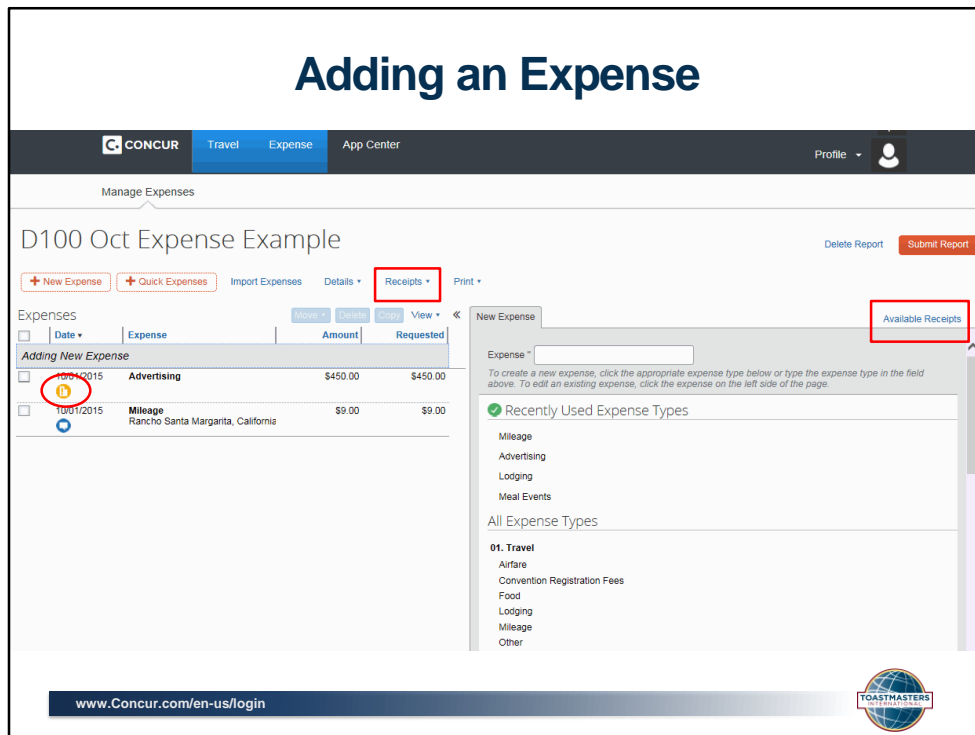 Adding an Expense
C. CONCUR Travel Expense App Center Profile
Manage Expenses
D100 Oct Expense Example
Delete Report Submit Report
+ New Expense + Quick Expenses Import Expenses Details Receipts Print
Expenses Move Delete Copy View « New Expense Available Receipts
Date Expense Amount Requested
Adding New Expense
Expense
To create a new expense, click the appropriate expense type below or type the expense type in the field
above. To edit an existing expense, click the expense on the left side of the page.
10/01/2015 Advertising $450.00 $450.00
10/01/2015 Mileage $9.00 $9.00
Rancho Santa Margarita, California
Recently Used Expense Types
Mileage
Advertising
Lodging
Meal Events
All Expense Types
01. Travel
Airfare
Convention Registration Fees
Food
Lodging
Mileage
Other
www.Concur.com/en-us/login
TOASTMASTERS
INTERNATIONAL